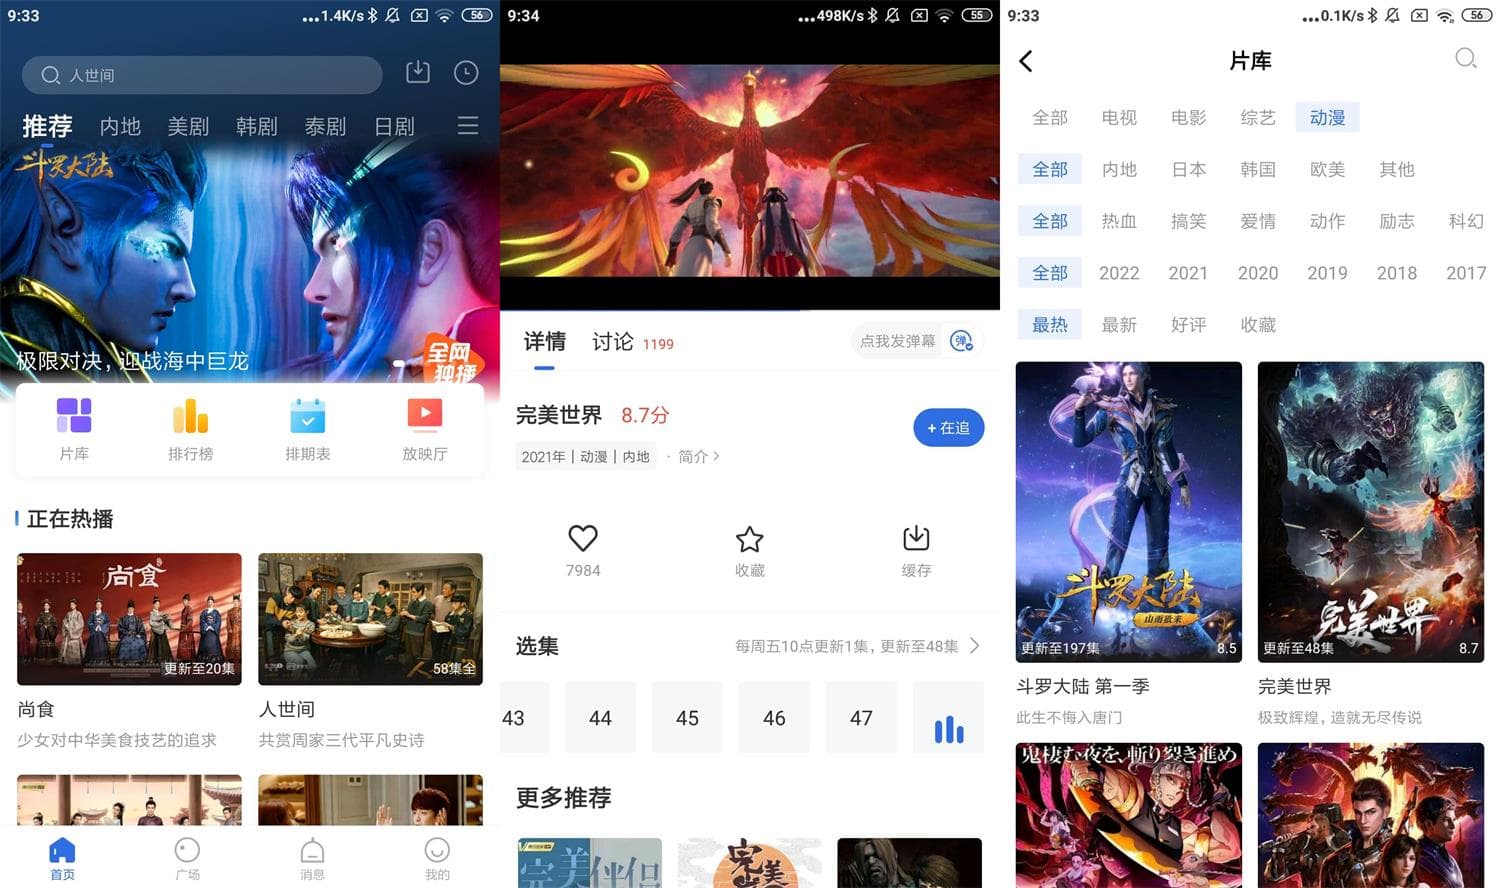 9:33
1.4K/s
56
人世间
推荐 内地 美剧 韩剧 泰剧 日剧
斗罗大陆
极限对决，迎战海中巨龙
全网
独播
片库 排行榜 排期表 放映厅
正在热播
尚食
更新至20集
58集全
尚食 人世间
少女对中华美食技艺的追求 共赏周家三代平凡史诗
首页 广场 消息 我的
9:34
498K/s
55
详情 讨论 1199 点我发弹幕 弹
完美世界 8.7分
+ 在追
2021年 | 动漫 | 内地 · 简介 >
7984 收藏 缓存
选集 每周五10点更新1集，更新至48集 >
43 44 45 46 47
更多推荐
完美伴侣
完美
9:33
0.1K/s
56
片库
全部 电视 电影 综艺 动漫
全部 内地 日本 韩国 欧美 其他
全部 热血 搞笑 爱情 动作 励志 科幻
全部 2022 2021 2020 2019 2018 2017
最热 最新 好评 收藏
斗罗大陆
山雨欲来
更新至197集 8.5
完美世界
更新至48集 8.7
斗罗大陆 第一季 完美世界
此生不悔入唐门 极致辉煌，造就无尽传说
鬼棲む夜を、斬り裂き進め